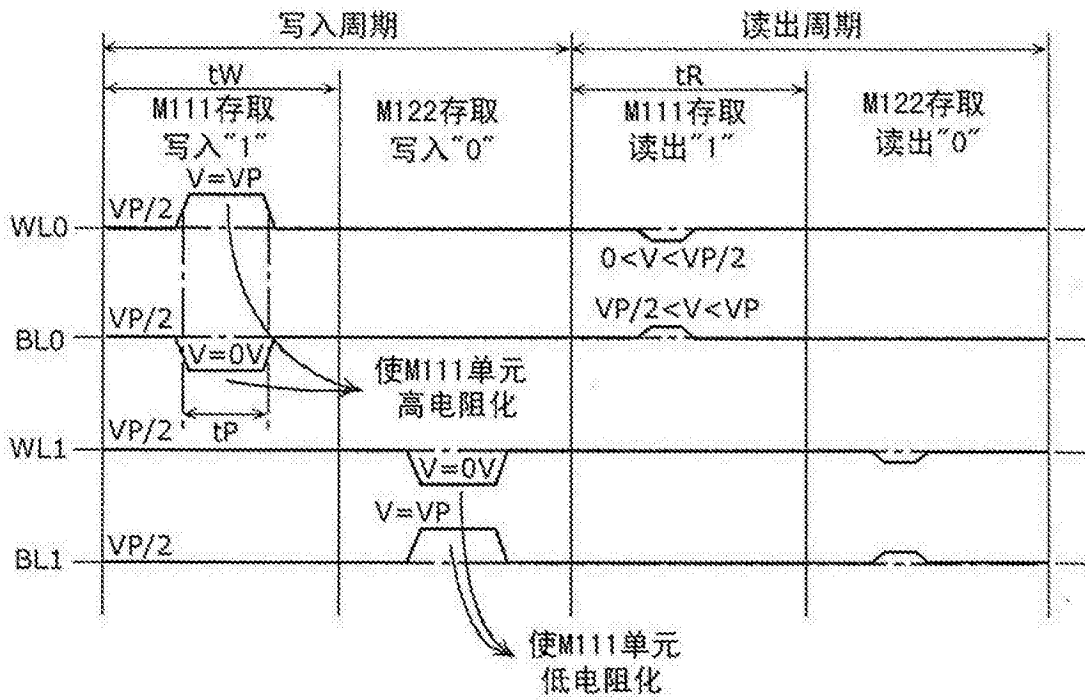 写入周期
读出周期
tW
tR
M111存取
写入"1"
M122存取
写入"0"
M111存取
读出"1"
M122存取
读出"0"
V=VP
WL0
VP/2
0<V<VP/2
VP/2<V<VP
BL0
VP/2
V=0V
使M111单元
高电阻化
tP
WL1
VP/2
V=0V
V=VP
BL1
VP/2
使M111单元
低电阻化